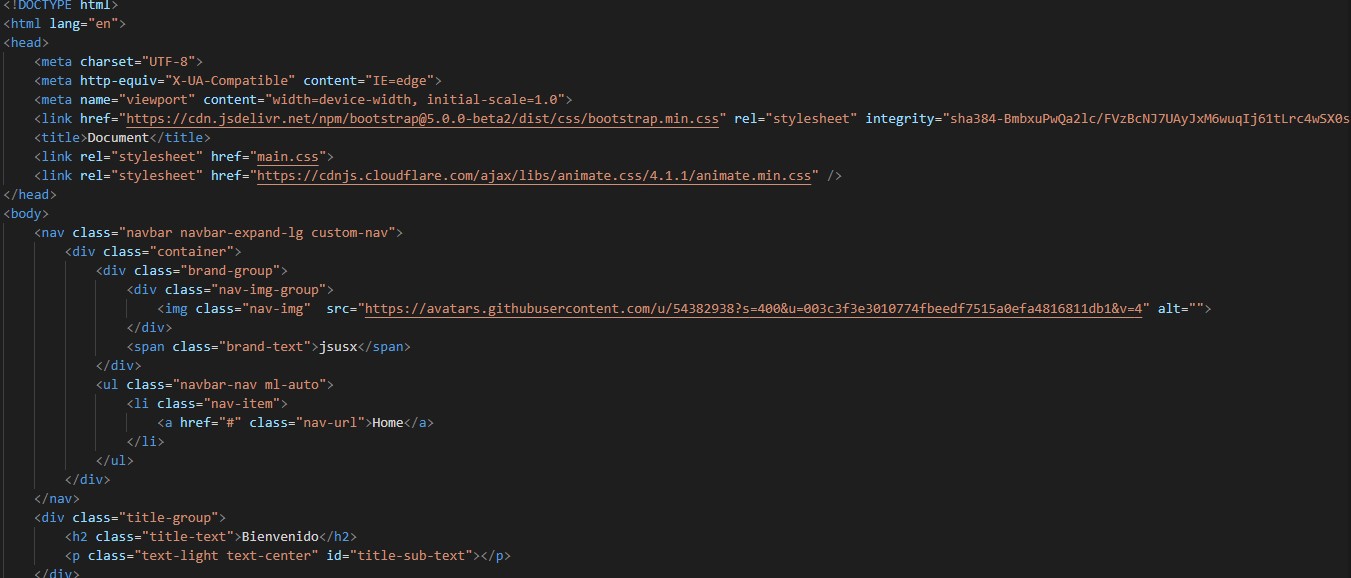 <!DOCTYPE html>
<html lang="en">
<head>
<meta charset="UTF-8">
<meta http-equiv="X-UA-Compatible" content="IE=edge">
<meta name="viewport" content="width=device-width, initial-scale=1.0">
<link href="https://cdn.jsdelivr.net/npm/bootstrap@5.0.0-beta2/dist/css/bootstrap.min.css" rel="stylesheet" integrity="sha384-BmbxuPwQa2lc/FVzBcNJ7UAyJxM6wuqIj61tLrc4wSX0s
<title>Document</title>
<link rel="stylesheet" href="main.css">
<link rel="stylesheet" href="https://cdnjs.cloudflare.com/ajax/libs/animate.css/4.1.1/animate.min.css" />
</head>
<body>
<nav class="navbar navbar-expand-lg custom-nav">
<div class="container">
<div class="brand-group">
<div class="nav-img-group">
<img class="nav-img"  src="https://avatars.githubusercontent.com/u/54382938?s=400&u=003c3f3e3010774fbeedf7515a0efa4816811db1&v=4" alt="">
</div>
<span class="brand-text">jsusx</span>
</div>
<ul class="navbar-nav ml-auto">
<li class="nav-item">
<a href="#" class="nav-url">Home</a>
</li>
</ul>
</div>
</nav>
<div class="title-group">
<h2 class="title-text">Bienvenido</h2>
<p class="text-light text-center" id="title-sub-text"></p>
</div>